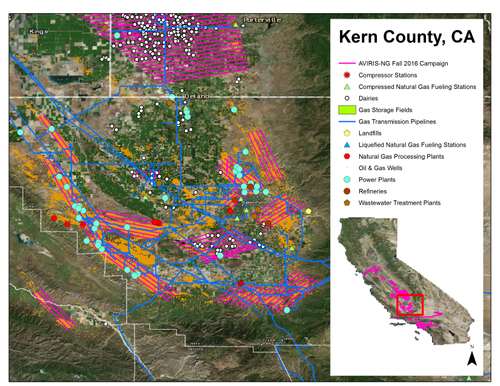 Porterville
Kings
Delano
Kern County, CA
AVIRIS-NG Fall 2016 Campaign
Compressor Stations
Compressed Natural Gas Fueling Stations
Dairies
Gas Storage Fields
Gas Transmission Pipelines
Landfills
Liquefied Natural Gas Fueling Stations
Natural Gas Processing Plants
Oil & Gas Wells
Power Plants
Refineries
Wastewater Treatment Plants
N